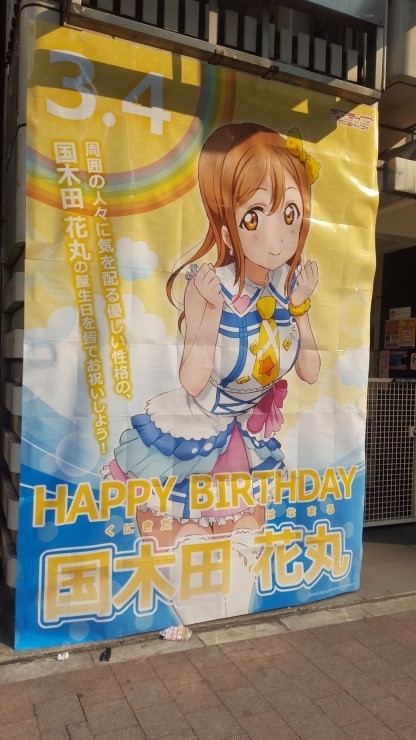 3.4
周囲の人々に気を配る優しい性格の、
国木田 花丸の誕生日を皆でお祝いしよう!
HAPPY BIRTHDAY
くにきだ はなまる
国木田 花丸